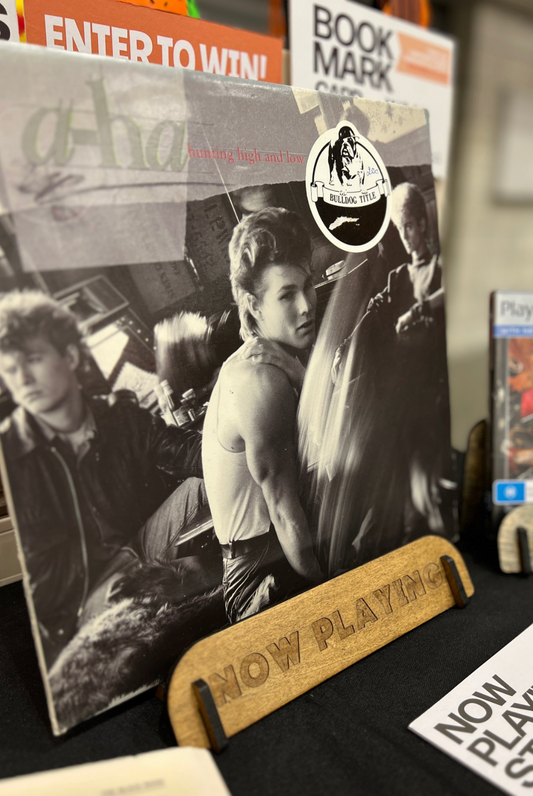 ENTER TO WIN!
BOOK
MARK
a-ha
hunting high and low
BULLDOG TITLE
Play
NOW PLAYING
NOW